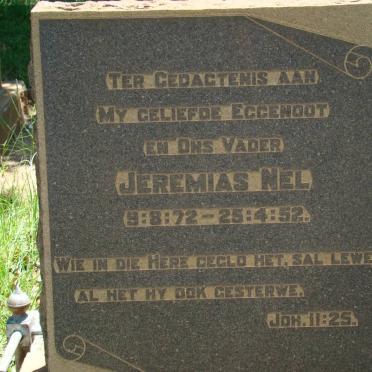 TER GEDAGTENIS AAN
MY GELIEFDE EGGENOOT
EN ONS VADER
JEREMIAS NEL
9:8:72-25:4:52.
WIE IN DIE HERE GEGLO HET, SAL LEWE
AL HET HY OOK GESTERWE.
JOH. 11:25.